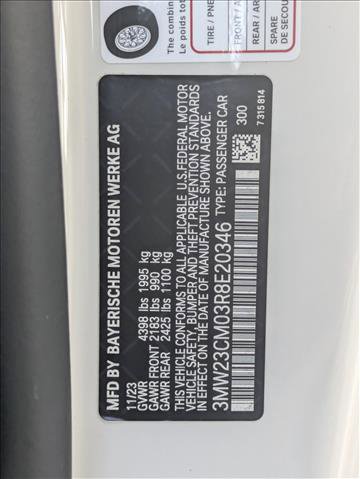 The combin
Le poids to
TIRE / PNE
FRONT / A
REAR / AR
SPARE
DE SECOU
MFD BY BAYERISCHE MOTOREN WERKE AG
11/23
GVWR 4398 lbs 1995 kg
GAWR FRONT 2183 lbs 990 kg
GAWR REAR 2425 lbs 1100 kg
THIS VEHICLE CONFORMS TO ALL APPLICABLE U.S.FEDERAL MOTOR
VEHICLE SAFETY, BUMPER AND THEFT PREVENTION STANDARDS
IN EFFECT ON THE DATE OF MANUFACTURE SHOWN ABOVE.
3MW23CM03R8E20346 TYPE: PASSENGER CAR
300
7315814